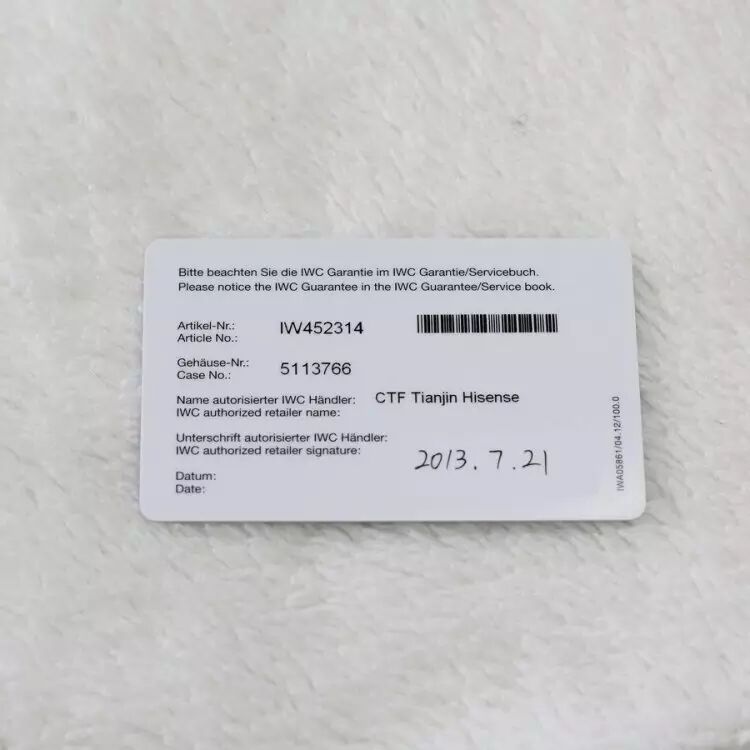 Bitte beachten Sie die IWC Garantie im IWC Garantie/Servicebuch.
Please notice the IWC Guarantee in the IWC Guarantee/Service book.
Artikel-Nr.: IW452314
Article No.:
Gehäuse-Nr.: 5113766
Case No.:
Name autorisierter IWC Händler: CTF Tianjin Hisense
IWC authorized retailer name:
Unterschrift autorisierter IWC Händler:
IWC authorized retailer signature:
2013.7.21
Datum:
Date:
IWA05861/04.12/100.0